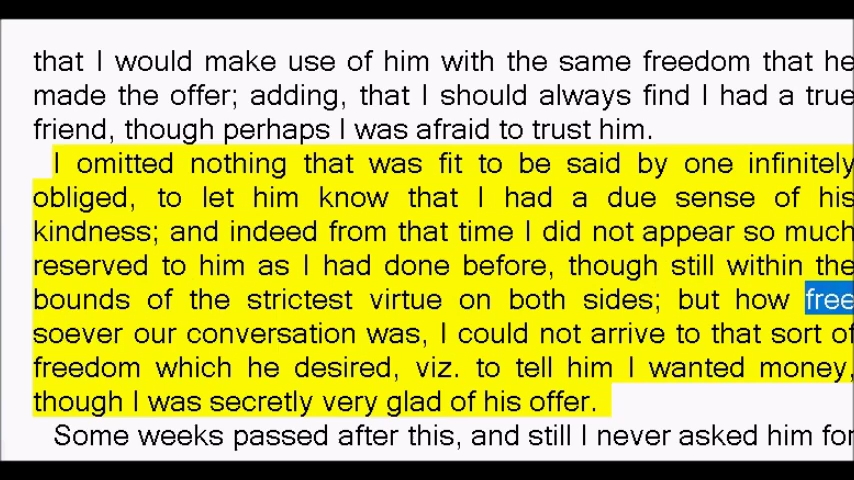 that I would make use of him with the same freedom that he
made the offer; adding, that I should always find I had a true
friend, though perhaps I was afraid to trust him.
I omitted nothing that was fit to be said by one infinitely
obliged, to let him know that I had a due sense of his
kindness; and indeed from that time I did not appear so much
reserved to him as I had done before, though still within the
bounds of the strictest virtue on both sides; but how free
soever our conversation was, I could not arrive to that sort of
freedom which he desired, viz. to tell him I wanted money,
though I was secretly very glad of his offer.
Some weeks passed after this, and still I never asked him for